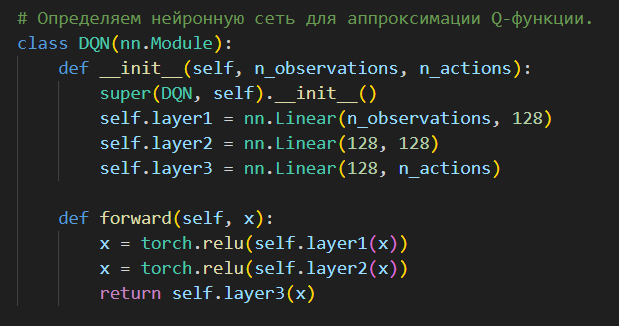 # Определяем нейронную сеть для аппроксимации Q-функции.
class DQN(nn.Module):
    def __init__(self, n_observations, n_actions):
        super(DQN, self).__init__()
        self.layer1 = nn.Linear(n_observations, 128)
        self.layer2 = nn.Linear(128, 128)
        self.layer3 = nn.Linear(128, n_actions)

    def forward(self, x):
        x = torch.relu(self.layer1(x))
        x = torch.relu(self.layer2(x))
        return self.layer3(x)